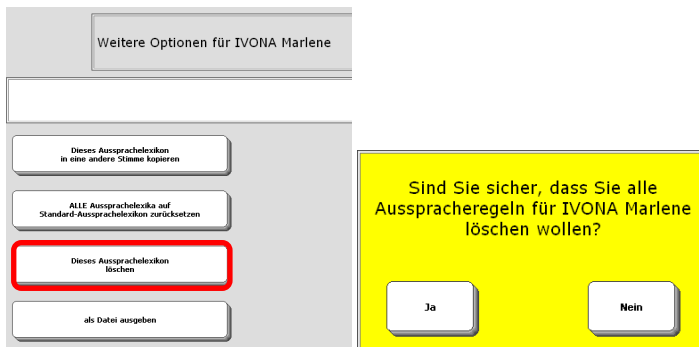 Weitere Optionen für IVONA Marlene
Dieses Aussprachelexikon
in eine andere Stimme kopieren
ALLE Aussprachelexika auf
Standard-Aussprachelexikon zurücksetzen
Dieses Aussprachelexikon
löschen
als Datei ausgeben
Sind Sie sicher, dass Sie alle
Ausspracheregeln für IVONA Marlene
löschen wollen?
Ja
Nein